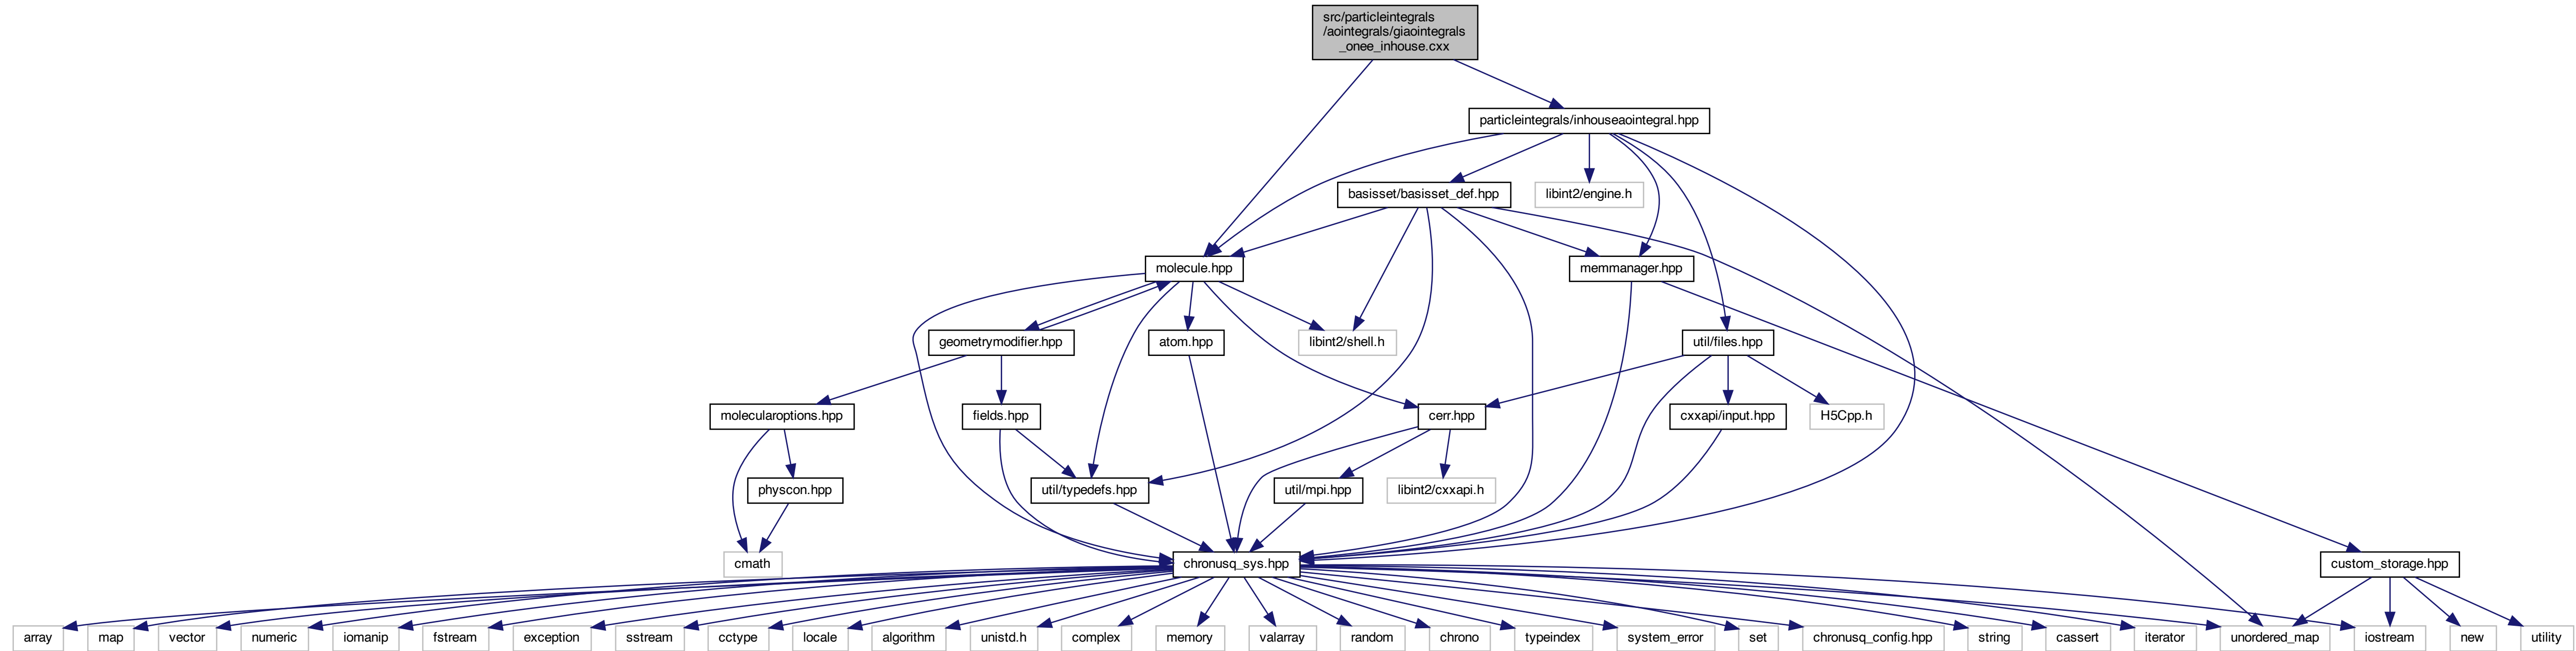 src/particleintegrals
/aointegrals/giaointegrals
_onee_inhouse.cxx
particleintegrals/inhouseaointegral.hpp
basisset/basisset_def.hpp
libint2/engine.h
molecule.hpp
memmanager.hpp
geometrymodifier.hpp
atom.hpp
libint2/shell.h
util/files.hpp
molecularoptions.hpp
fields.hpp
cerr.hpp
cxxapi/input.hpp
H5Cpp.h
physcon.hpp
util/typedefs.hpp
util/mpi.hpp
libint2/cxxapi.h
cmath
chronusq_sys.hpp
custom_storage.hpp
array
map
vector
numeric
iomanip
fstream
exception
sstream
cctype
locale
algorithm
unistd.h
complex
memory
valarray
random
chrono
typeindex
system_error
set
chronusq_config.hpp
string
cassert
iterator
unordered_map
iostream
new
utility